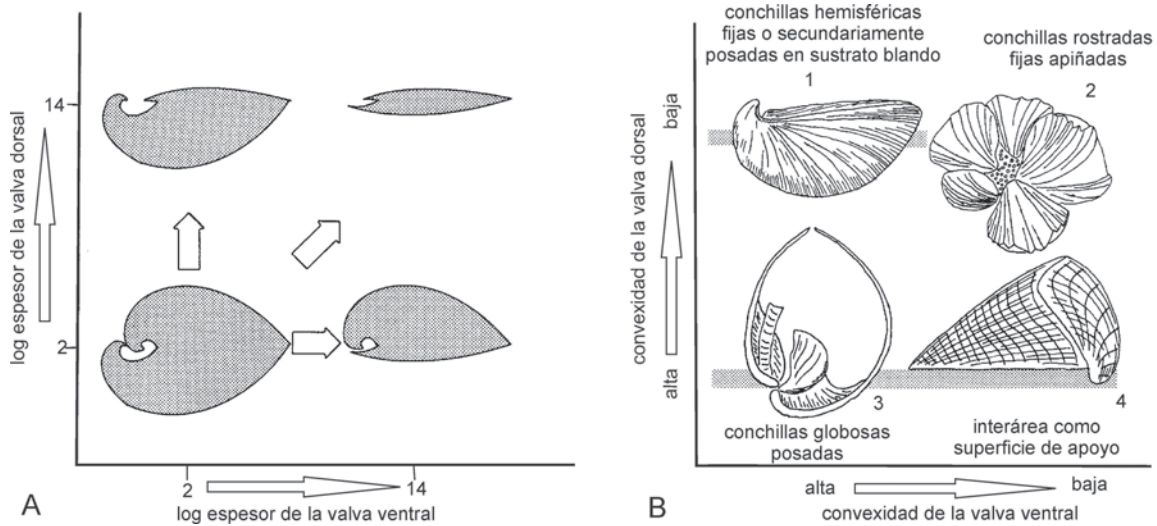 14
log espesor de la valva dorsal
2
2
14
log espesor de la valva ventral
A
conchillas hemisféricas
fijas o secundariamente
posadas en sustrato blando
1
conchillas rostradas
fijas apiñadas
2
baja
convexidad de la valva dorsal
alta
3
conchillas globosas
posadas
4
interárea como
superficie de apoyo
alta
baja
convexidad de la valva ventral
B